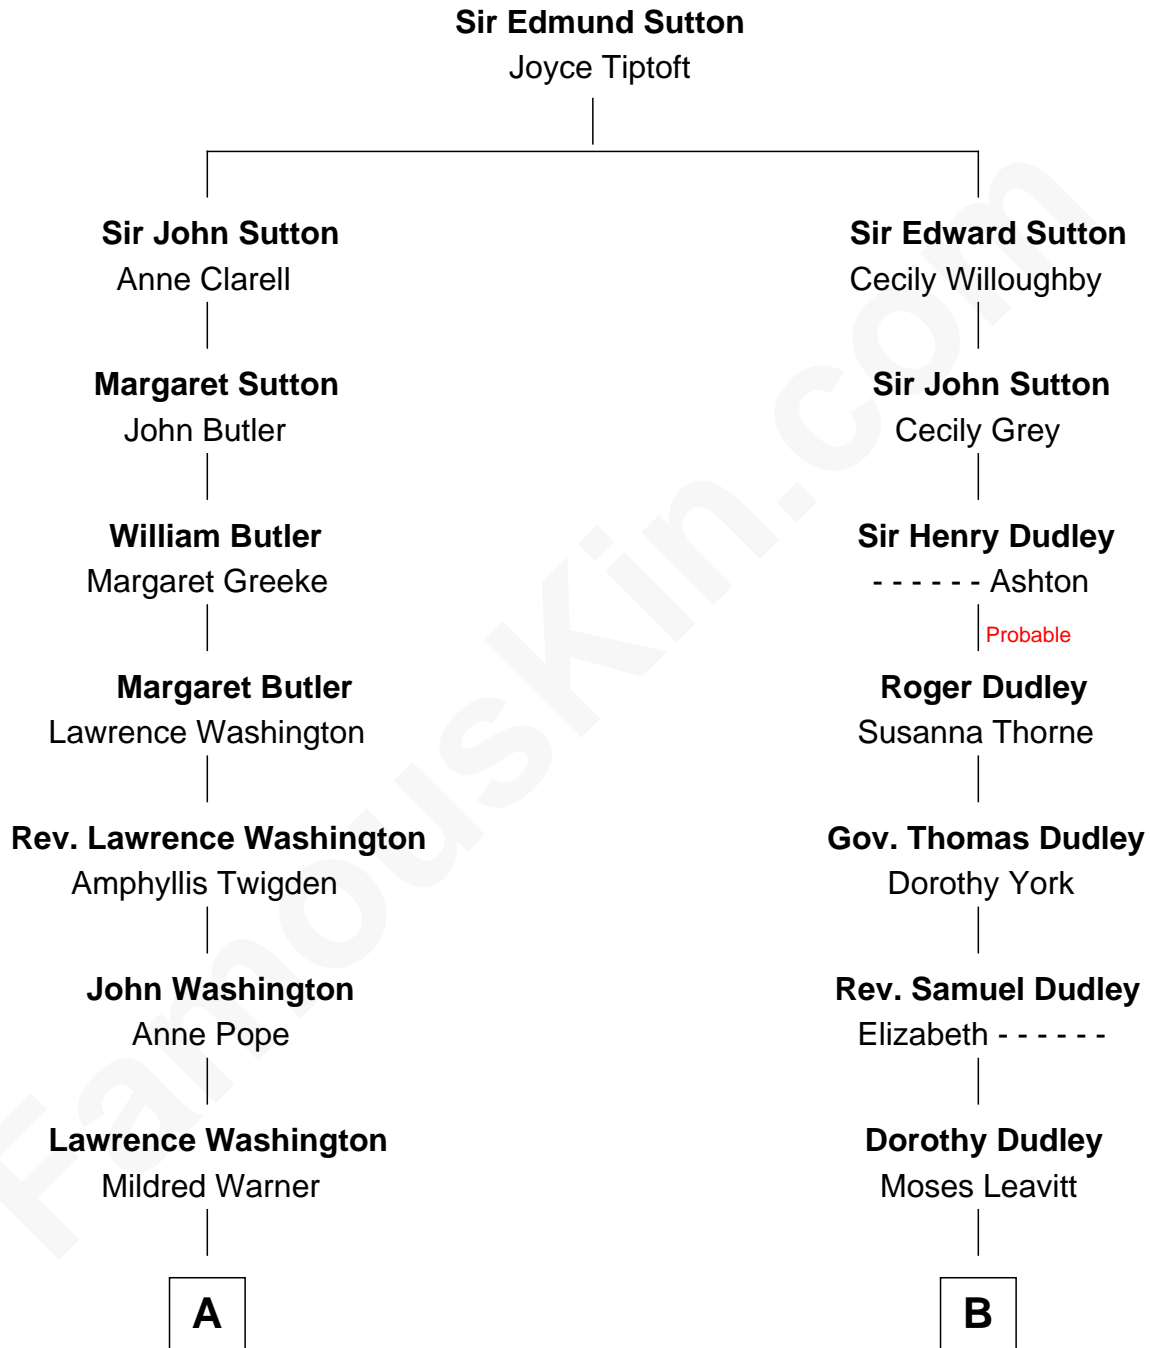 Sir Edmund Sutton
Joyce Tiptoft
Sir John Sutton
Anne Clarell
Sir Edward Sutton
Cecily Willoughby
Margaret Sutton
John Butler
Sir John Sutton
Cecily Grey
William Butler
Margaret Greeke
Sir Henry Dudley
- - - - - - Ashton
Probable
Margaret Butler
Lawrence Washington
Roger Dudley
Susanna Thorne
Rev. Lawrence Washington
Amphyllis Twigden
Gov. Thomas Dudley
Dorothy York
John Washington
Anne Pope
Rev. Samuel Dudley
Elizabeth - - - - - -
Lawrence Washington
Mildred Warner
Dorothy Dudley
Moses Leavitt
A
B
FamousKin.com